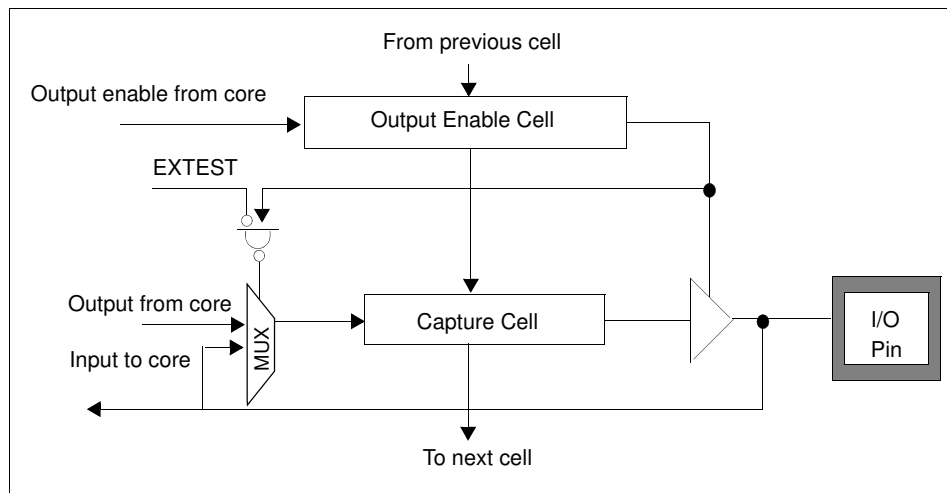 From previous cell
Output enable from core
Output Enable Cell
EXTEST
Output from core
Input to core
MUX
Capture Cell
I/O
Pin
To next cell